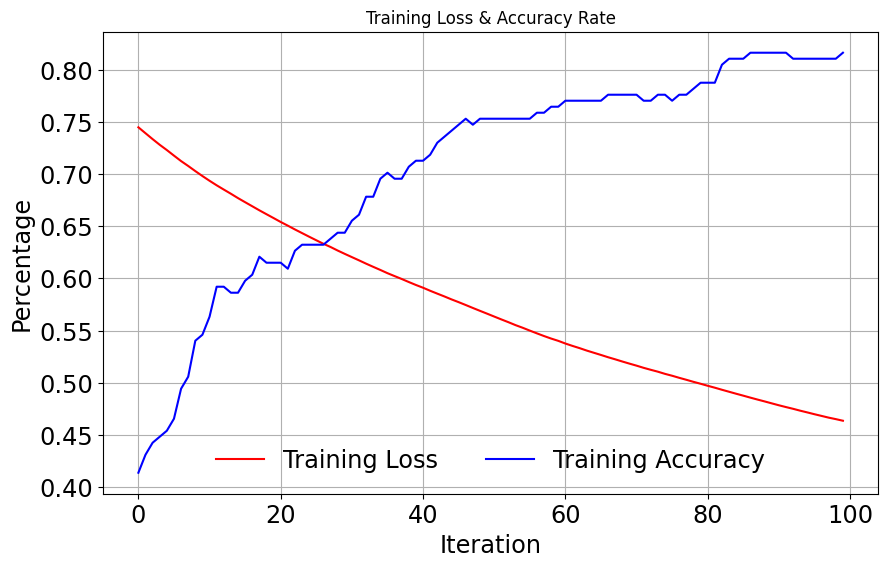 Training Loss & Accuracy Rate
0.80
0.75
0.70
0.65
0.60
0.55
0.50
0.45
0.40
Percentage
Training Loss
Training Accuracy
0 20 40 60 80 100
Iteration